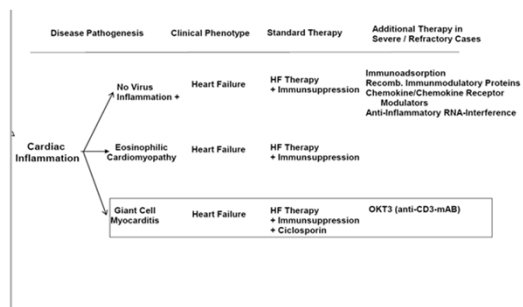 Disease Pathogenesis Clinical Phenotype Standard Therapy Additional Therapy in
Severe / Refractory Cases
No Virus
Inflammation +
Heart Failure
HF Therapy
+ Immunsuppression
Immunoadsorption
Recomb. Immunmodulatory Proteins
Chemokine/Chemokine Receptor
Modulators
Anti-Inflammatory RNA-Interference
Cardiac
Inflammation
Eosinophilic
Cardiomyopathy
Heart Failure
HF Therapy
+ Immunsuppression
Giant Cell
Myocarditis
Heart Failure
HF Therapy
+ Immunsuppression
+ Ciclosporin
OKT3 (anti-CD3-mAB)